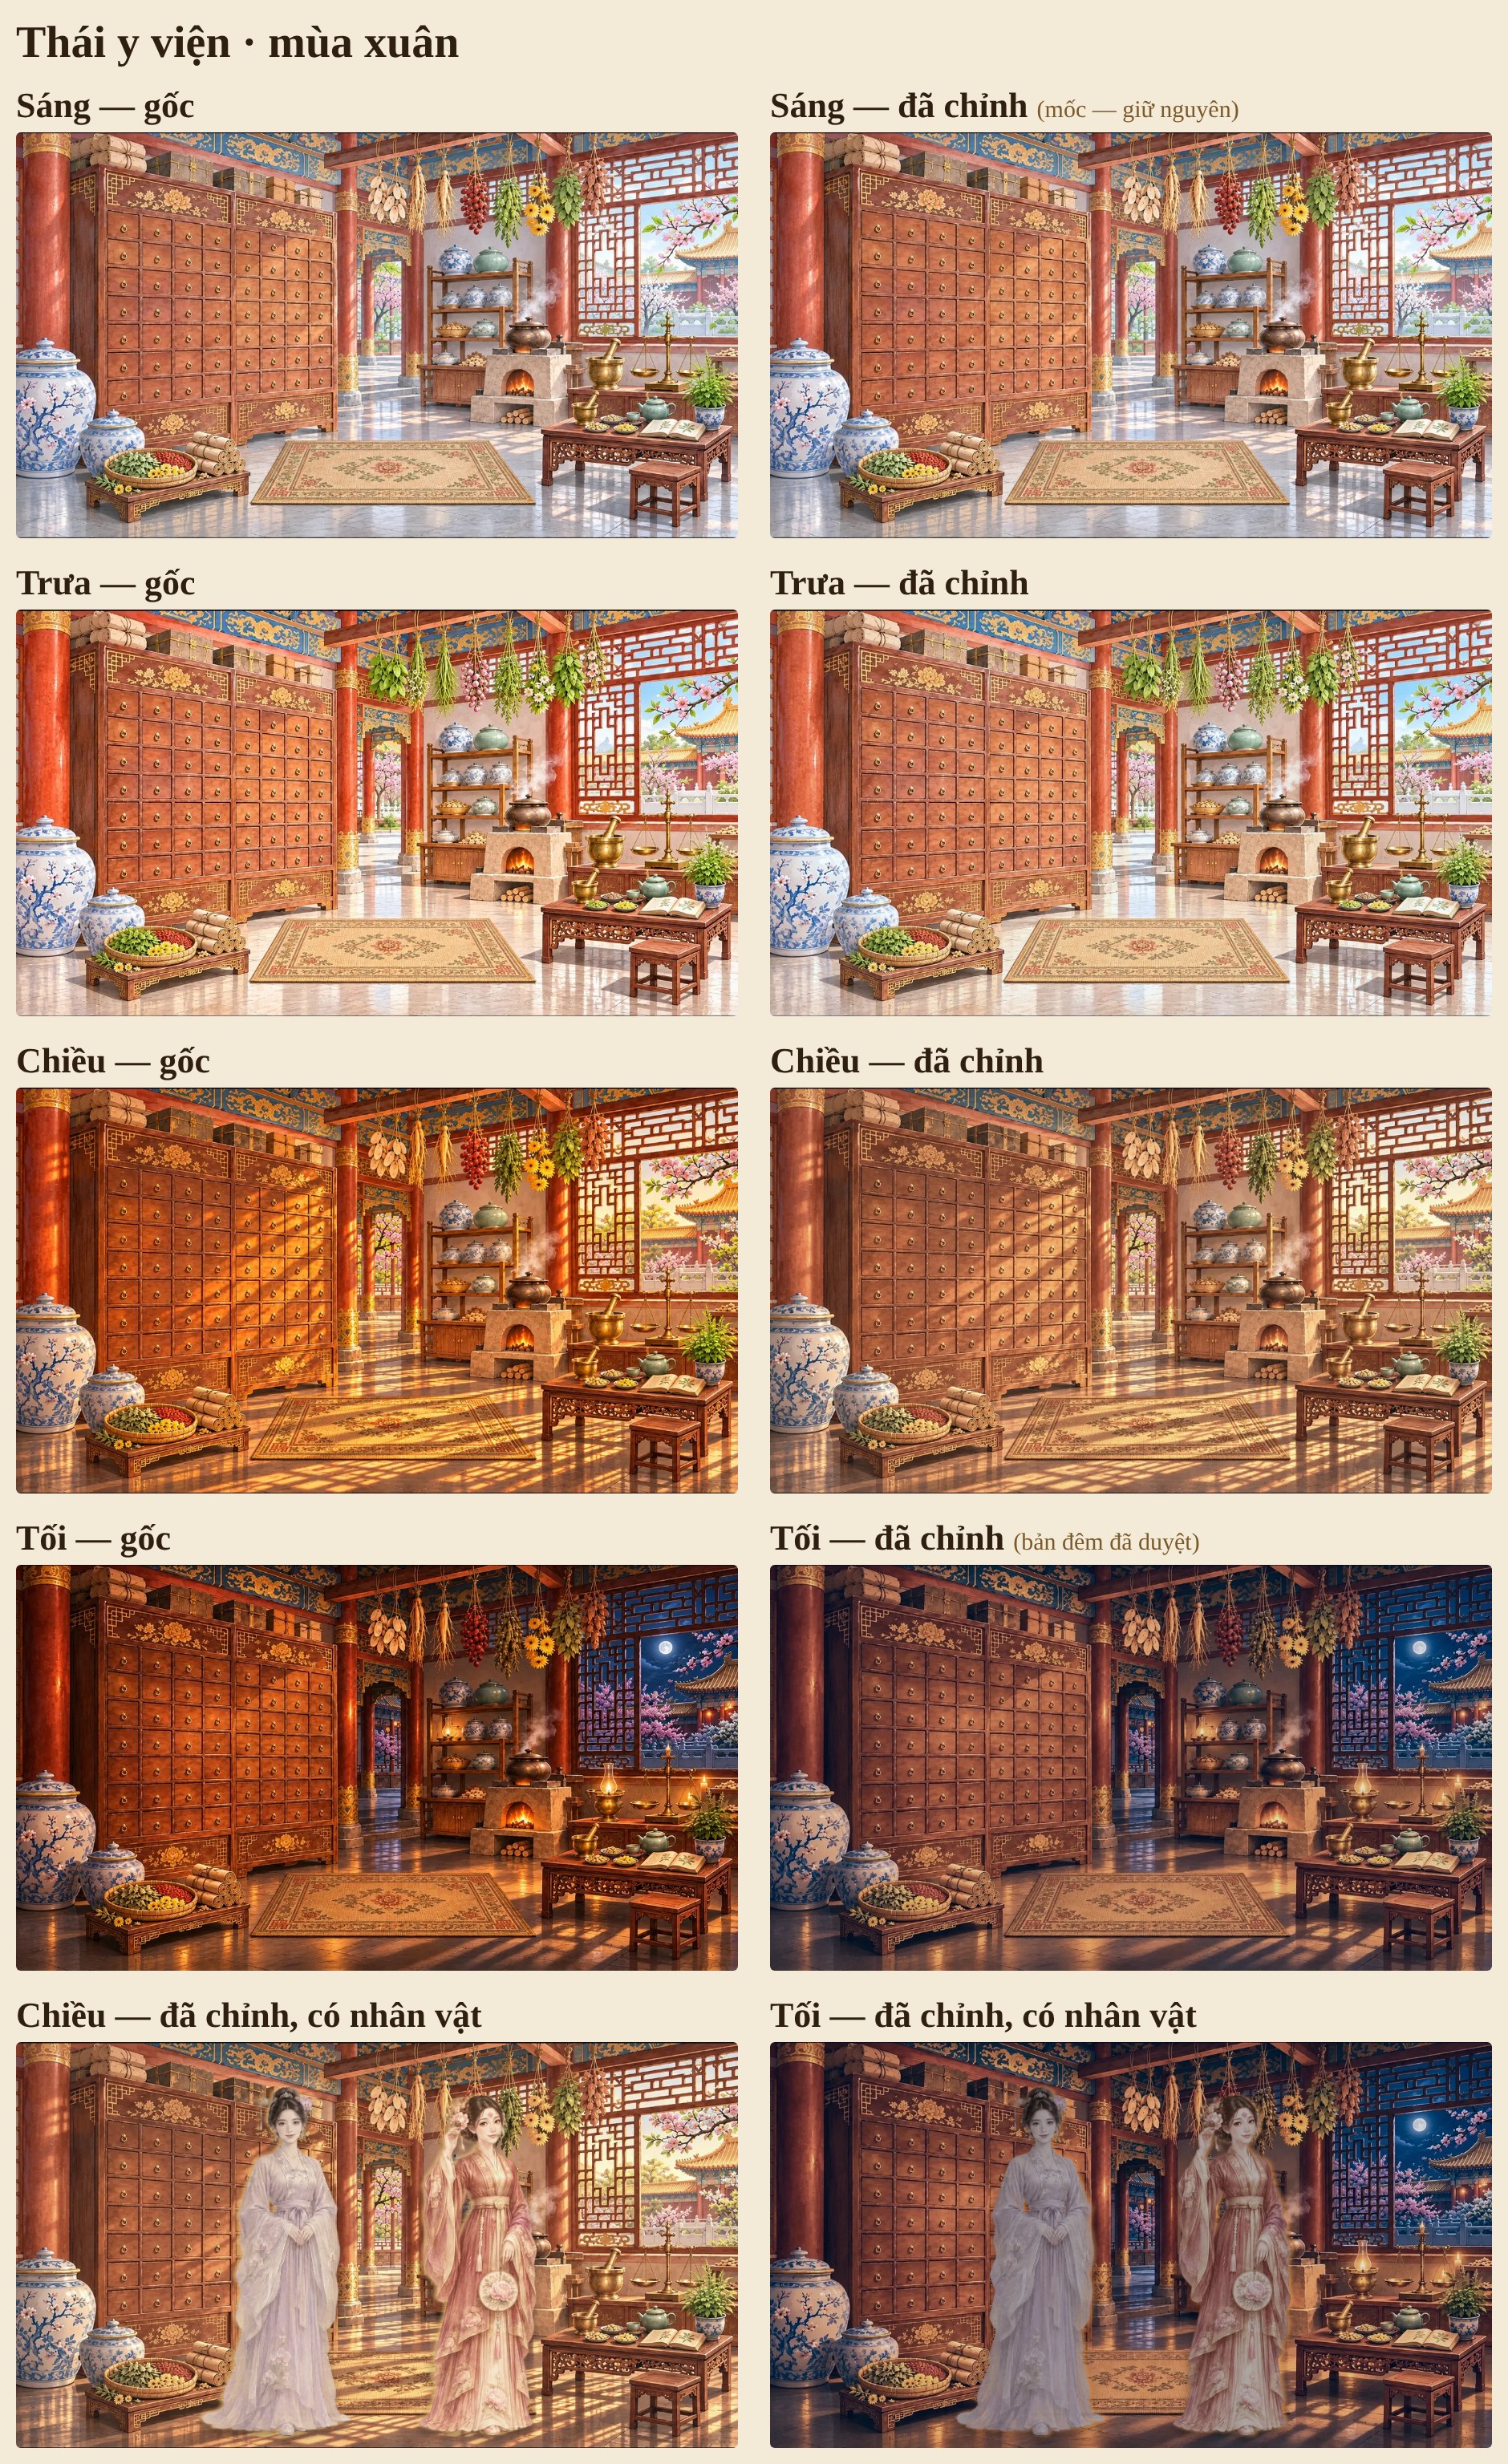 Thái y viện · mùa xuân
Sáng — gốc
Sáng — đã chỉnh (mốc — giữ nguyên)
Trưa — gốc
Trưa — đã chỉnh
Chiều — gốc
Chiều — đã chỉnh
Tối — gốc
Tối — đã chỉnh (bản đêm đã duyệt)
Chiều — đã chỉnh, có nhân vật
Tối — đã chỉnh, có nhân vật